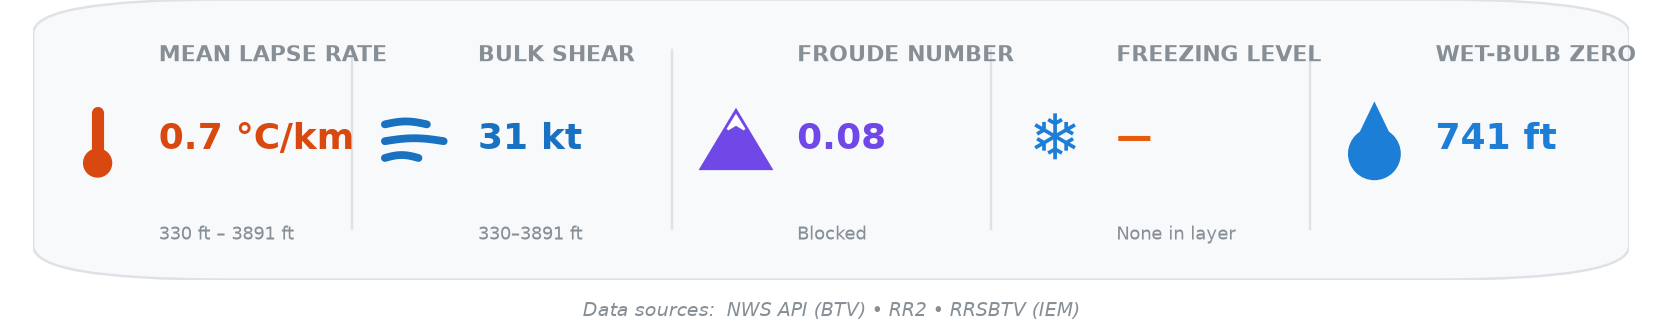 MEAN LAPSE RATE
0.7 °C/km
330 ft – 3891 ft
BULK SHEAR
31 kt
330–3891 ft
FROUDE NUMBER
0.08
Blocked
FREEZING LEVEL
—
None in layer
WET-BULB ZERO
741 ft
Data sources: NWS API (BTV) • RR2 • RRSBTV (IEM)